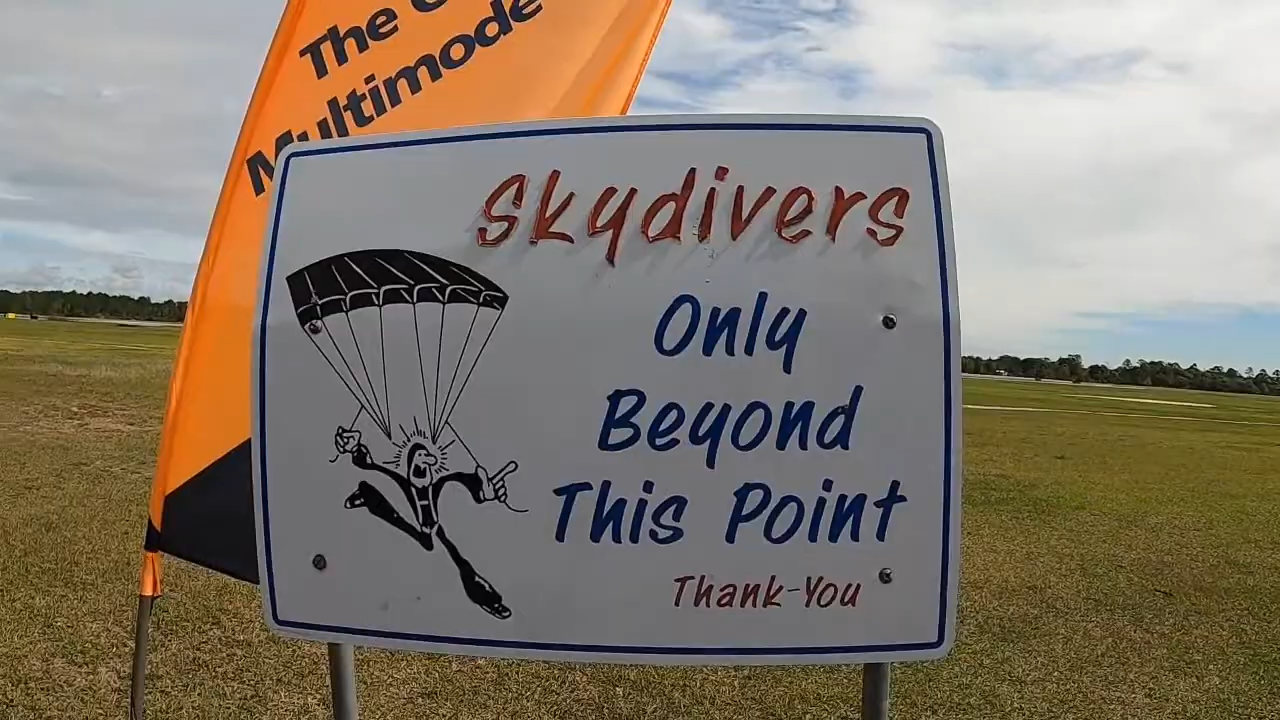 The
Multimode
Skydivers
Only
Beyond
This Point
Thank-You